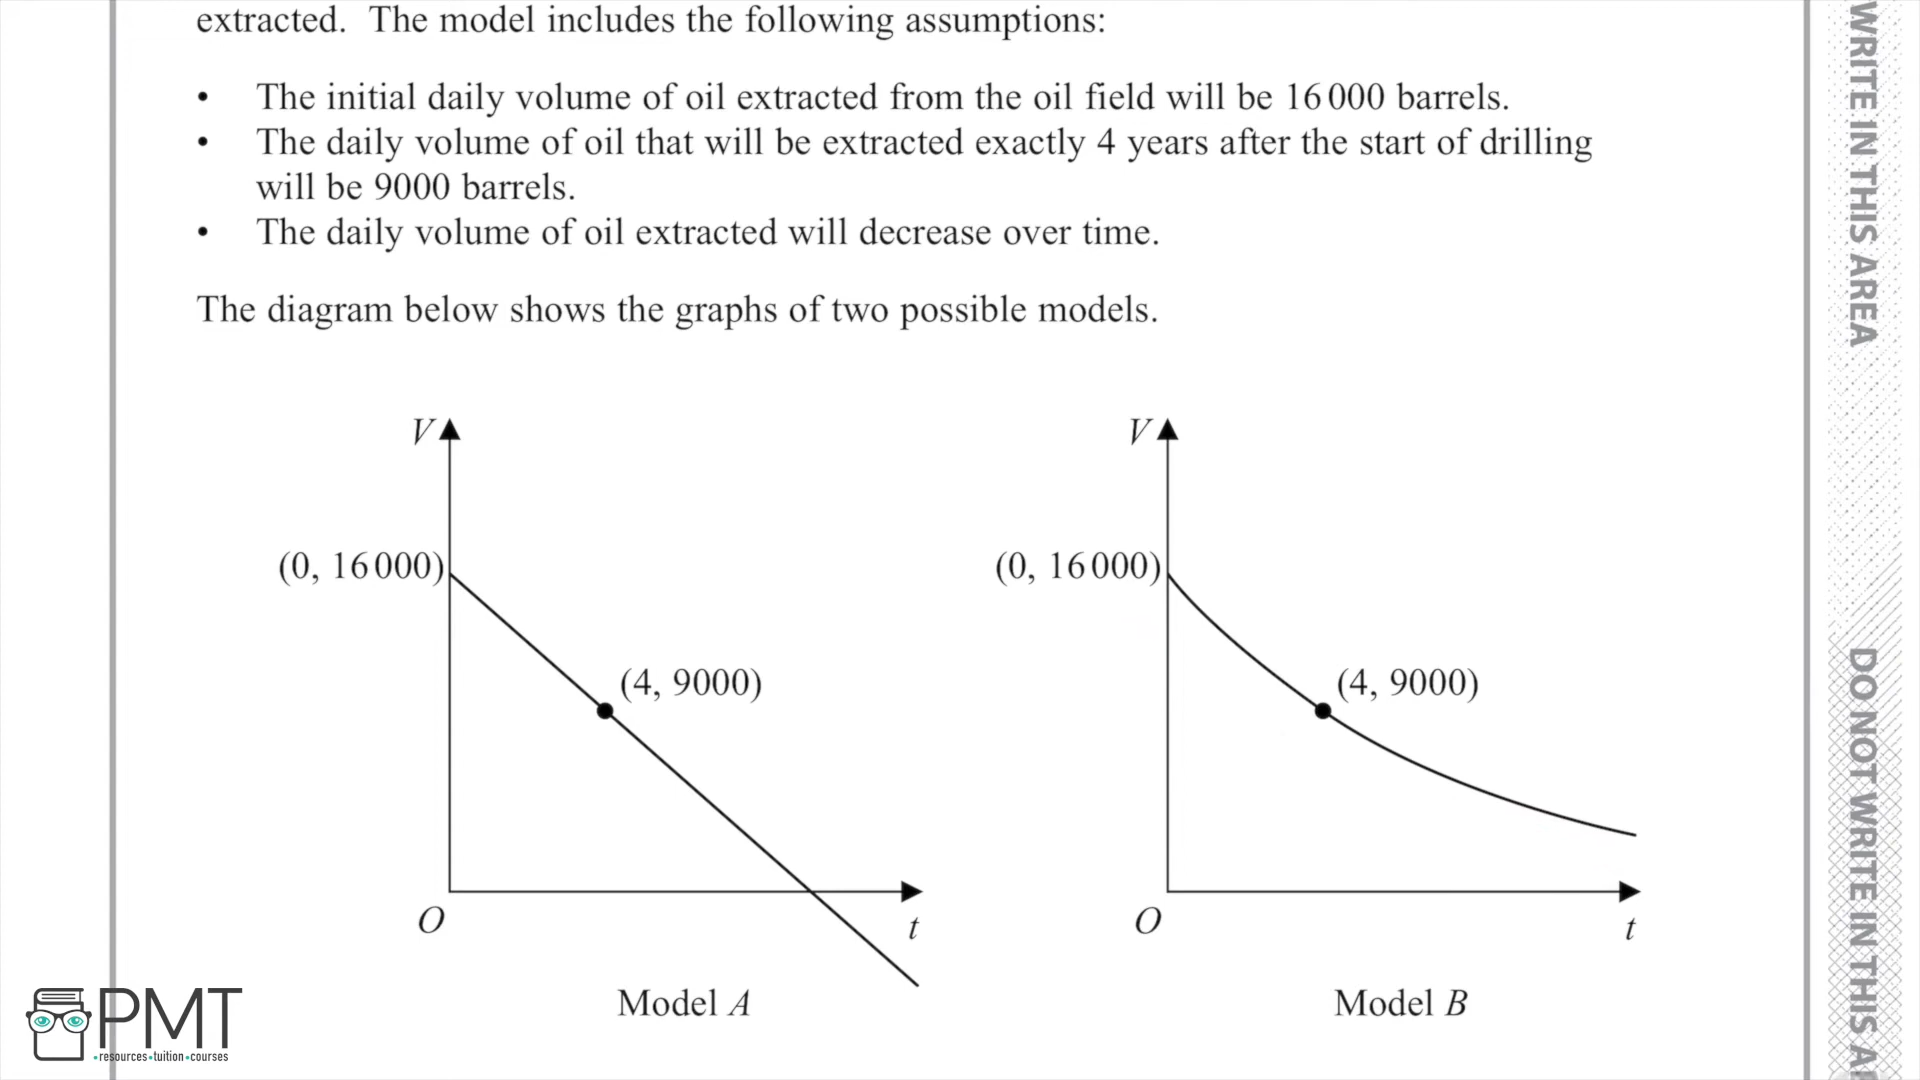 extracted. The model includes the following assumptions:
• The initial daily volume of oil extracted from the oil field will be 16 000 barrels.
• The daily volume of oil that will be extracted exactly 4 years after the start of drilling
will be 9000 barrels.
• The daily volume of oil extracted will decrease over time.
The diagram below shows the graphs of two possible models.
V
(0, 16 000)
(4, 9000)
O
t
Model A
V
(0, 16 000)
(4, 9000)
O
t
Model B
WRITE IN THIS AREA
DO NOT WRITE IN THIS A
PMT
•resources•tuition•courses